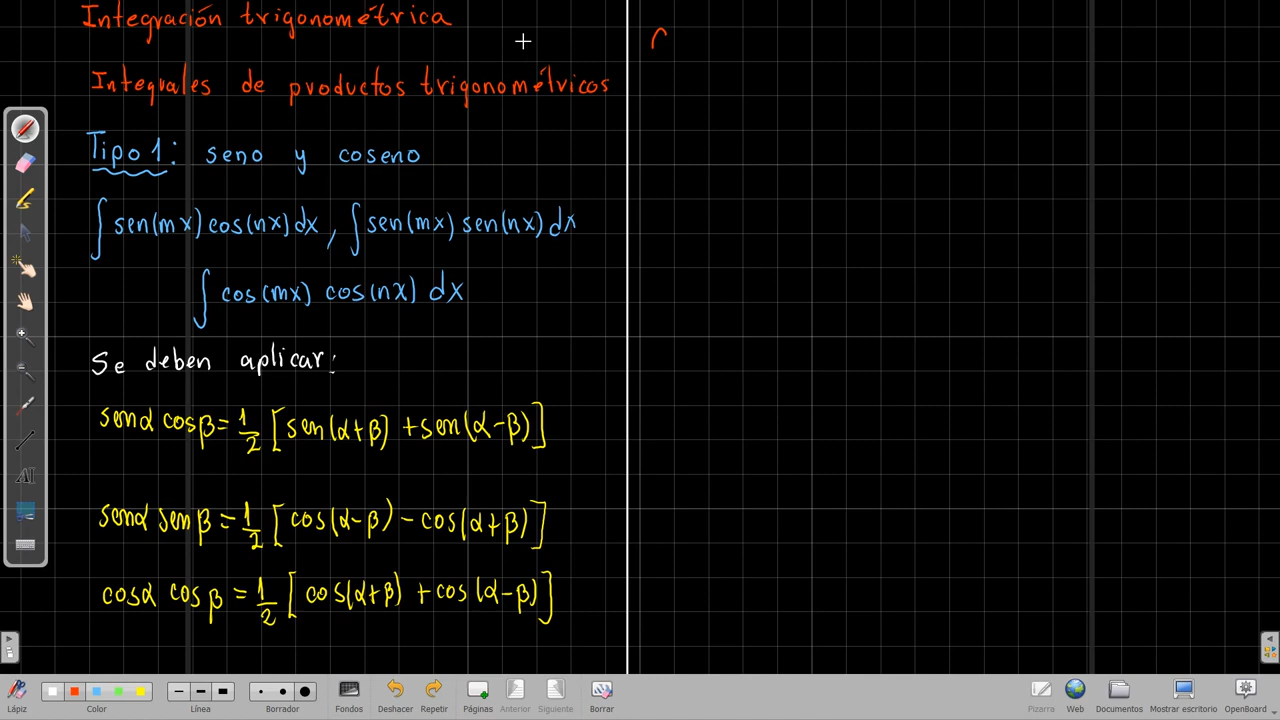 Integración trigonométrica
Integrales de productos trigonométricos
Tipo 1: seno y coseno
∫ sen(mx) cos(nx) dx, ∫ sen(mx) sen(nx) dx
∫ cos(mx) cos(nx) dx
Se deben aplicar:
senα cosβ = 1/2 [sen(α+β) + sen(α-β)]
senα senβ = 1/2 [cos(α-β) - cos(α+β)]
cosα cosβ = 1/2 [cos(α+β) + cos(α-β)]
Lápiz Color Línea Borrador Fondos Deshacer Repetir Páginas Anterior Siguiente Borrar Pizarra Web Documentos Mostrar escritorio OpenBoard